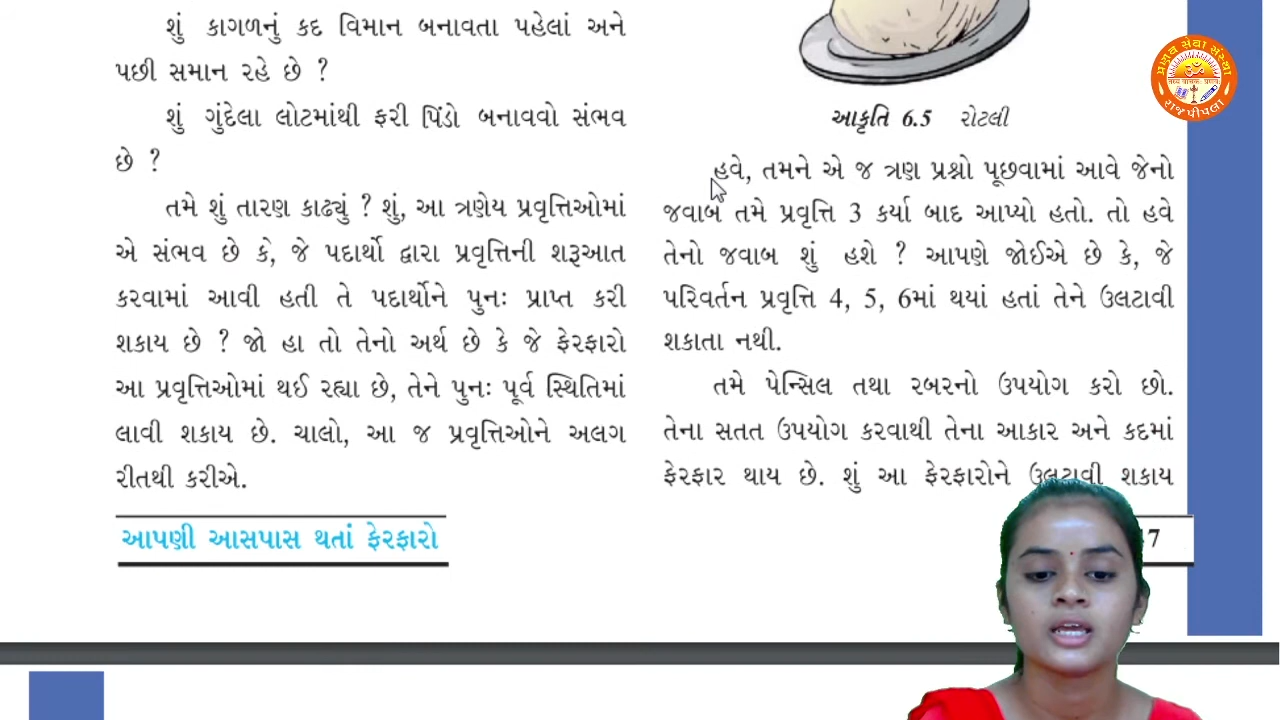 શું કાગળનું કદ વિમાન બનાવતા પહેલાં અને
પછી સમાન રહે છે ?
શું ગુંદેલા લોટમાંથી ફરી પિંડો બનાવવો સંભવ
છે ?
તમે શું તારણ કાઢ્યું ? શું, આ ત્રણેય પ્રવૃત્તિઓમાં
એ સંભવ છે કે, જે પદાર્થો દ્વારા પ્રવૃત્તિની શરૂઆત
કરવામાં આવી હતી તે પદાર્થોને પુનઃ પ્રાપ્ત કરી
શકાય છે ? જો હા તો તેનો અર્થ છે કે જે ફેરફારો
આ પ્રવૃત્તિઓમાં થઈ રહ્યા છે, તેને પુનઃ પૂર્વ સ્થિતિમાં
લાવી શકાય છે. ચાલો, આ જ પ્રવૃત્તિઓને અલગ
રીતથી કરીએ.
આપણી આસપાસ થતાં ફેરફારો
આકૃતિ 6.5 રોટલી
હવે, તમને એ જ ત્રણ પ્રશ્નો પૂછવામાં આવે જેનો
જવાબ તમે પ્રવૃત્તિ 3 કર્યા બાદ આપ્યો હતો. તો હવે
તેનો જવાબ શું હશે ? આપણે જોઈએ છે કે, જે
પરિવર્તન પ્રવૃત્તિ 4, 5, 6માં થયાં હતાં તેને ઉલટાવી
શકાતા નથી.
તમે પેન્સિલ તથા રબરનો ઉપયોગ કરો છો.
તેના સતત ઉપયોગ કરવાથી તેના આકાર અને કદમાં
ફેરફાર થાય છે. શું આ ફેરફારોને ઉલટાવી શકાય
7
પ્રણવ સેવા સંસ્થા
ૐ
રાજપીપલા